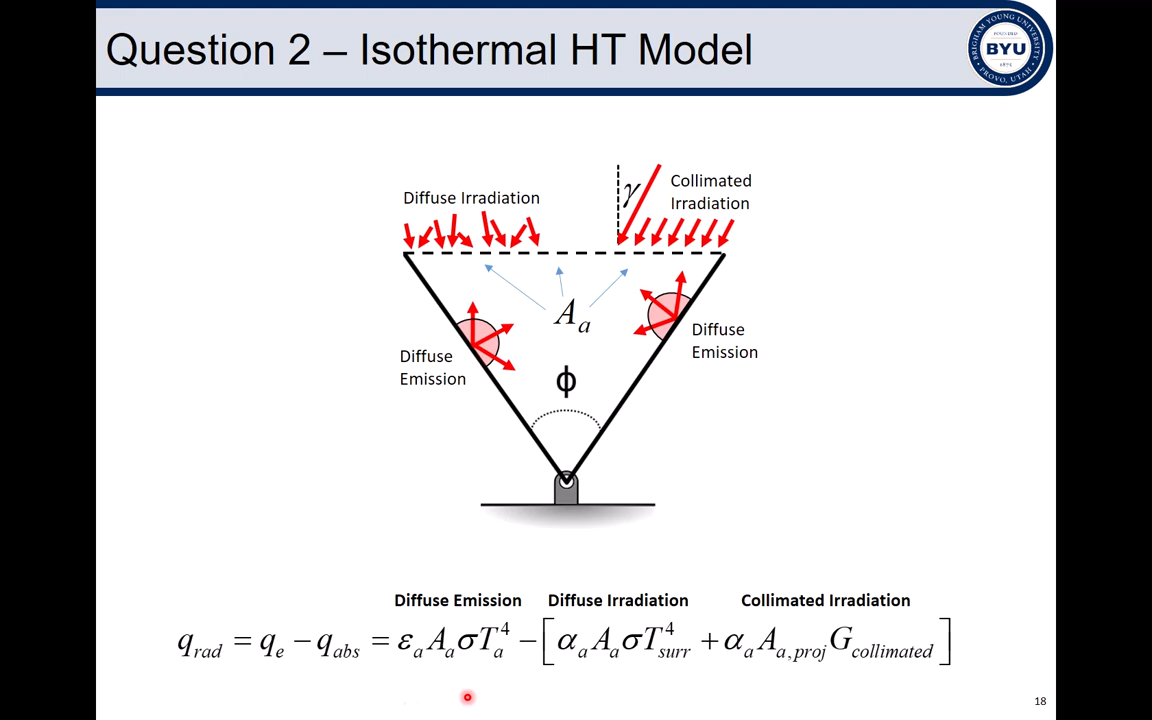 Question 2 – Isothermal HT Model
BRIGHAM YOUNG UNIVERSITY
FOUNDED
BYU
1875
PROVO, UTAH
Diffuse Irradiation
γ
Collimated
Irradiation
A_a
Diffuse
Emission
Diffuse
Emission
ϕ
Diffuse Emission Diffuse Irradiation Collimated Irradiation
q_rad = q_e − q_abs = ε_a A_a σT_a^4 − [α_a A_a σT_surr^4 + α_a A_a,proj G_collimated]
18